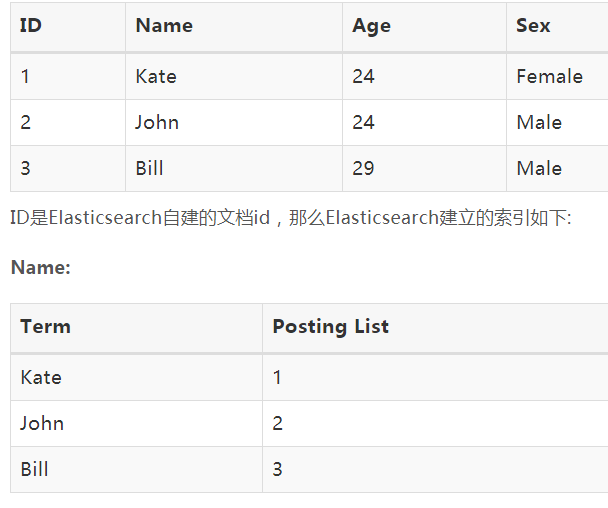 ID Name Age Sex
1 Kate 24 Female
2 John 24 Male
3 Bill 29 Male
ID是Elasticsearch自建的文档id，那么Elasticsearch建立的索引如下:
Name:
Term Posting List
Kate 1
John 2
Bill 3